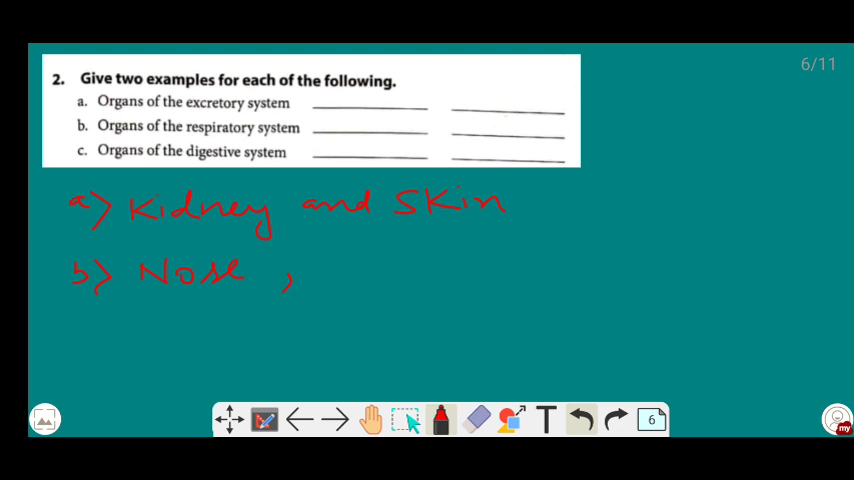 6/11
2. Give two examples for each of the following.
a. Organs of the excretory system
b. Organs of the respiratory system
c. Organs of the digestive system
a) Kidney and Skin
b) Nose ,
T
6
my